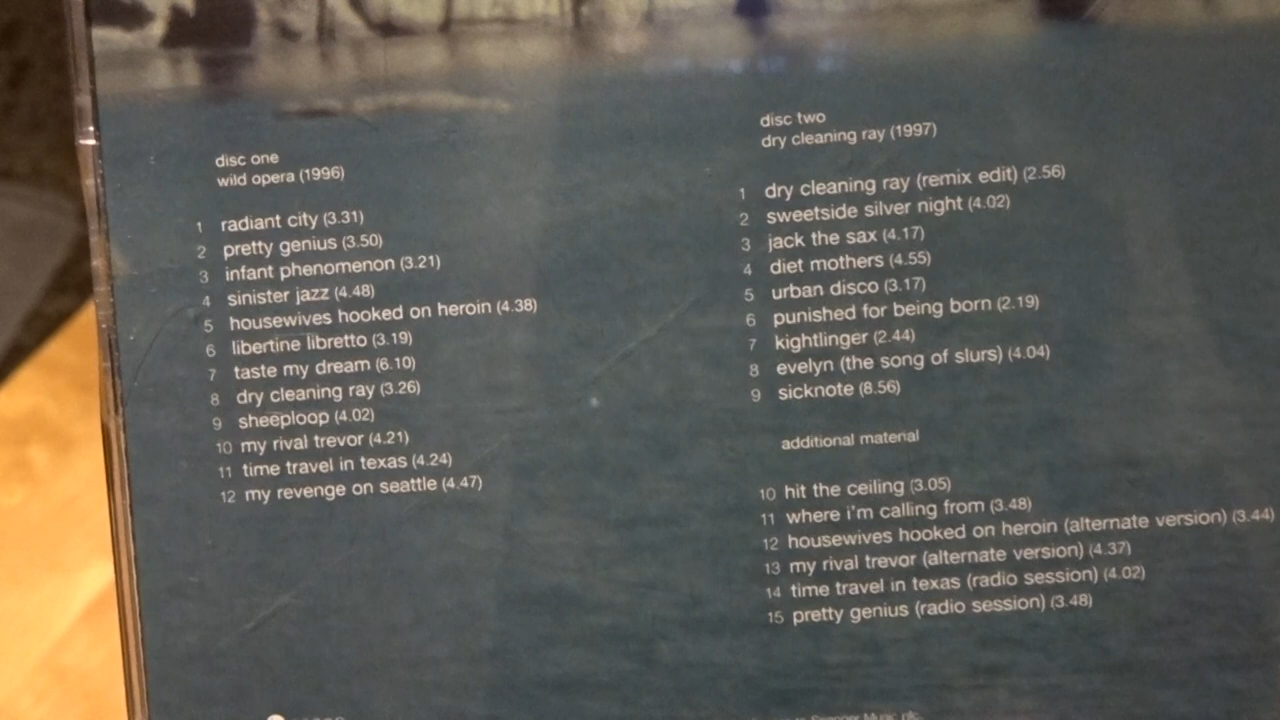 disc one
wild opera (1996)
1 radiant city (3.31)
2 pretty genius (3.50)
3 infant phenomenon (3.21)
4 sinister jazz (4.48)
5 housewives hooked on heroin (4.38)
6 libertine libretto (3.19)
7 taste my dream (6.10)
8 dry cleaning ray (3.26)
9 sheeploop (4.02)
10 my rival trevor (4.21)
11 time travel in texas (4.24)
12 my revenge on seattle (4.47)
disc two
dry cleaning ray (1997)
1 dry cleaning ray (remix edit) (2.56)
2 sweetside silver night (4.02)
3 jack the sax (4.17)
4 diet mothers (4.55)
5 urban disco (3.17)
6 punished for being born (2.19)
7 kightlinger (2.44)
8 evelyn (the song of slurs) (4.04)
9 sicknote (8.56)
additional material
10 hit the ceiling (3.05)
11 where i'm calling from (3.48)
12 housewives hooked on heroin (alternate version) (3.44)
13 my rival trevor (alternate version) (4.37)
14 time travel in texas (radio session) (4.02)
15 pretty genius (radio session) (3.48)